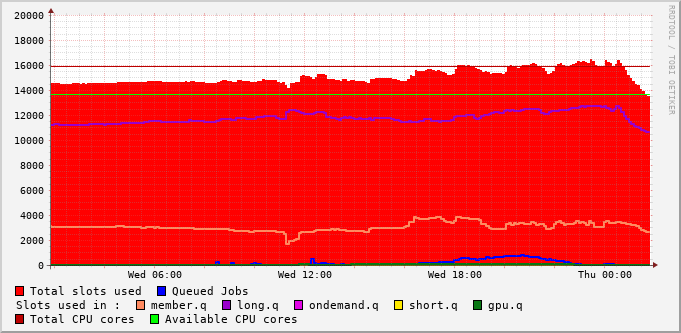 20000
18000
16000
14000
12000
10000
8000
6000
4000
2000
0
Wed 06:00 Wed 12:00 Wed 18:00 Thu 00:00
RRDTOOL / TOBI OETIKER
Total slots used Queued Jobs
Slots used in : member.q long.q ondemand.q short.q gpu.q
Total CPU cores Available CPU cores